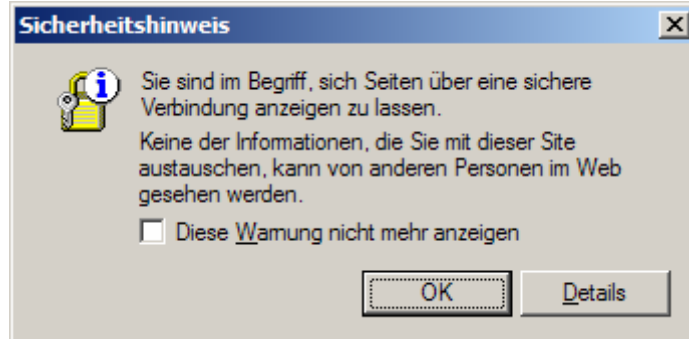 Sicherheitshinweis
Sie sind im Begriff, sich Seiten über eine sichere
Verbindung anzeigen zu lassen.
Keine der Informationen, die Sie mit dieser Site
austauschen, kann von anderen Personen im Web
gesehen werden.
Diese Warnung nicht mehr anzeigen
OK Details